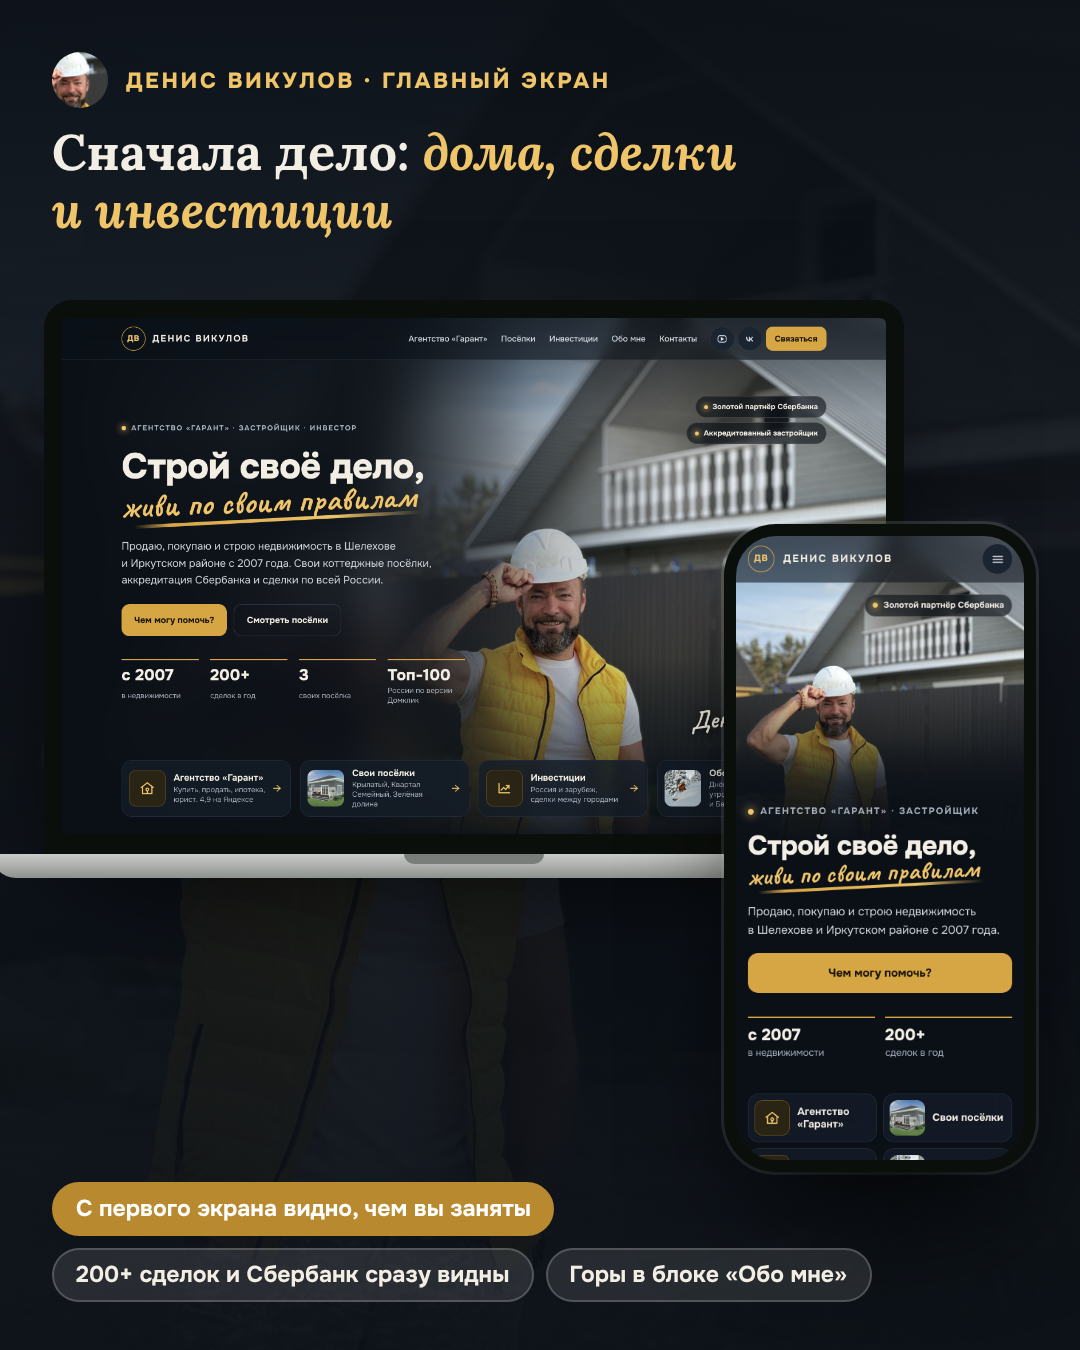 ДЕНИС ВИКУЛОВ · ГЛАВНЫЙ ЭКРАН
Сначала дело: дома, сделки
и инвестиции
ДВ ДЕНИС ВИКУЛОВ
Агентство «Гарант» Посёлки Инвестиции Обо мне Контакты Связаться
Золотой партнёр Сбербанка
Аккредитованный застройщик
АГЕНТСТВО «ГАРАНТ» · ЗАСТРОЙЩИК · ИНВЕСТОР
Строй своё дело,
живи по своим правилам
Продаю, покупаю и строю недвижимость в Шелехове
и Иркутском районе с 2007 года. Свои коттеджные посёлки,
аккредитация Сбербанка и сделки по всей России.
Чем могу помочь? Смотреть посёлки
с 2007
в недвижимости
200+
сделок в год
3
своих посёлка
Топ-100
России по версии
Домклик
Агентство «Гарант»
Купить, продать, ипотека,
юрист. 4,9 на Яндексе
Свои посёлки
Крылатый, Квартал
Семейный, Зелёная
долина
Инвестиции
Россия и зарубеж,
сделки между городами
ДВ ДЕНИС ВИКУЛОВ
Золотой партнёр Сбербанка
АГЕНТСТВО «ГАРАНТ» · ЗАСТРОЙЩИК
Строй своё дело,
живи по своим правилам
Продаю, покупаю и строю недвижимость
в Шелехове и Иркутском районе с 2007 года.
Чем могу помочь?
с 2007
в недвижимости
200+
сделок в год
Агентство
«Гарант»
Свои посёлки
С первого экрана видно, чем вы заняты
200+ сделок и Сбербанк сразу видны
Горы в блоке «Обо мне»